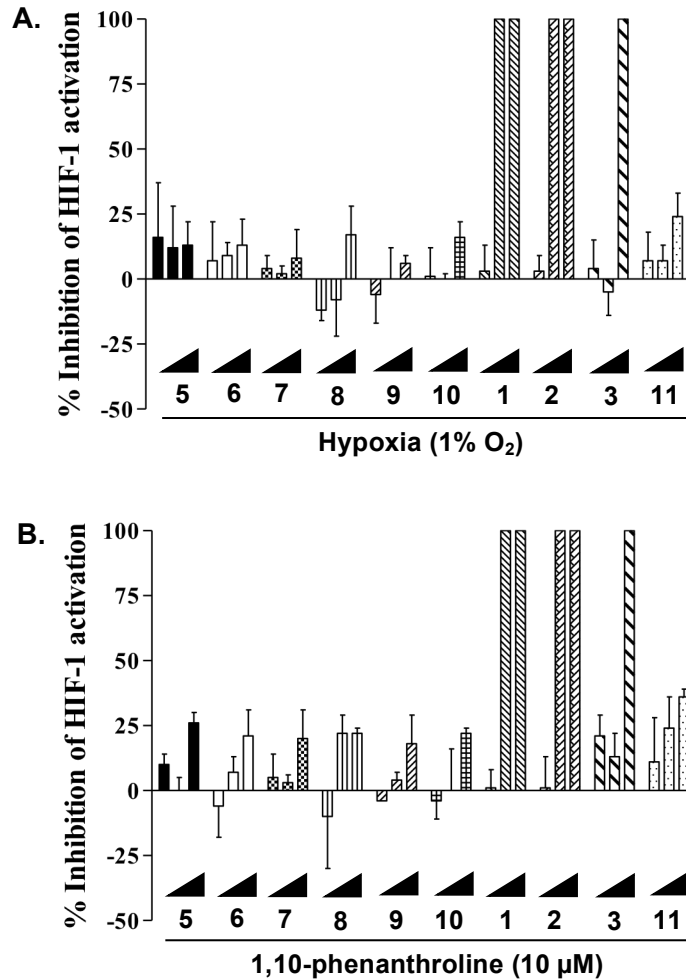 A.
% Inhibition of HIF-1 activation
100
75
50
25
0
-25
-50
5 6 7 8 9 10 1 2 3 11
Hypoxia (1% O₂)
B.
% Inhibition of HIF-1 activation
100
75
50
25
0
-25
-50
5 6 7 8 9 10 1 2 3 11
1,10-phenanthroline (10 µM)